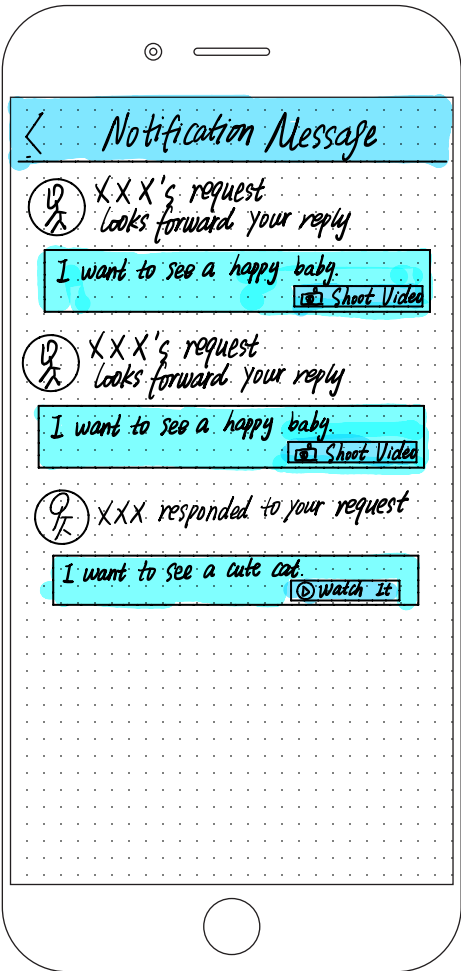 Notification Message
XXX's request
looks forward your reply
I want to see a happy baby.
Shoot Video
XXX's request
looks forward your reply
I want to see a happy baby.
Shoot Video
XXX responded to your request
I want to see a cute cat.
Watch It